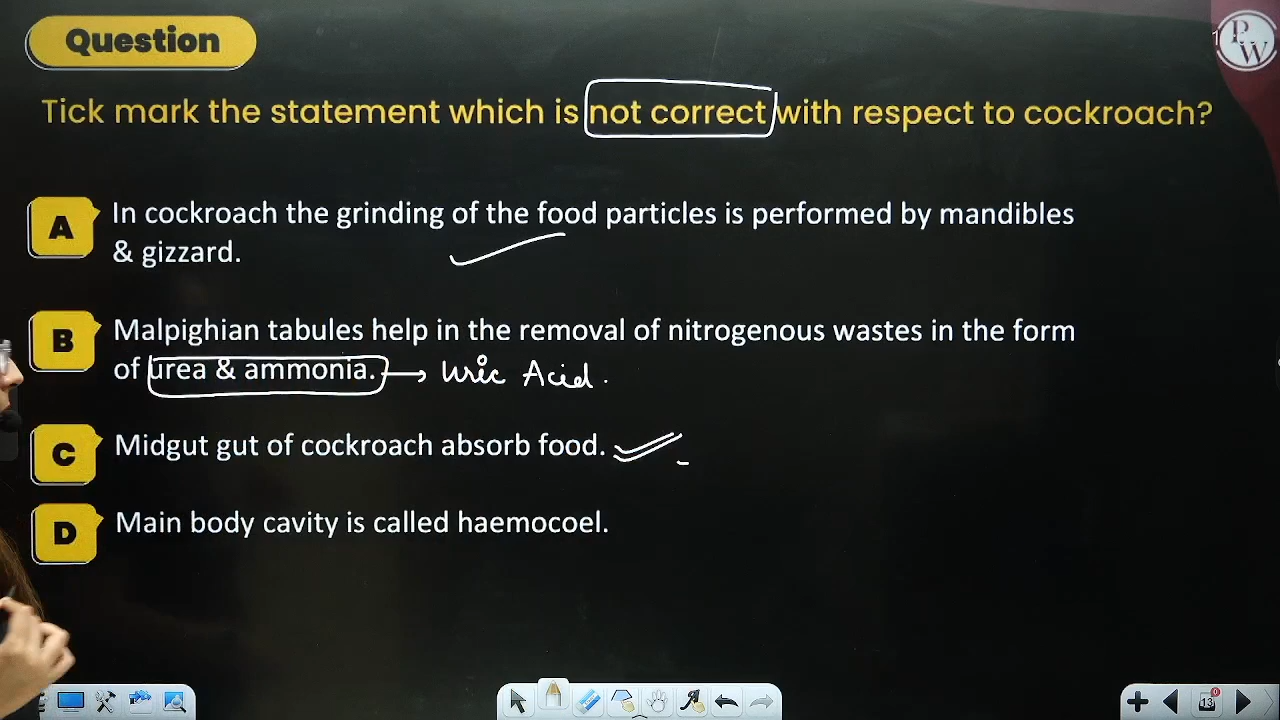 Question
PW
Tick mark the statement which is not correct with respect to cockroach?
A
In cockroach the grinding of the food particles is performed by mandibles
& gizzard.
B
Malpighian tabules help in the removal of nitrogenous wastes in the form
of urea & ammonia. → Uric Acid.
C
Midgut gut of cockroach absorb food.
D
Main body cavity is called haemocoel.
13